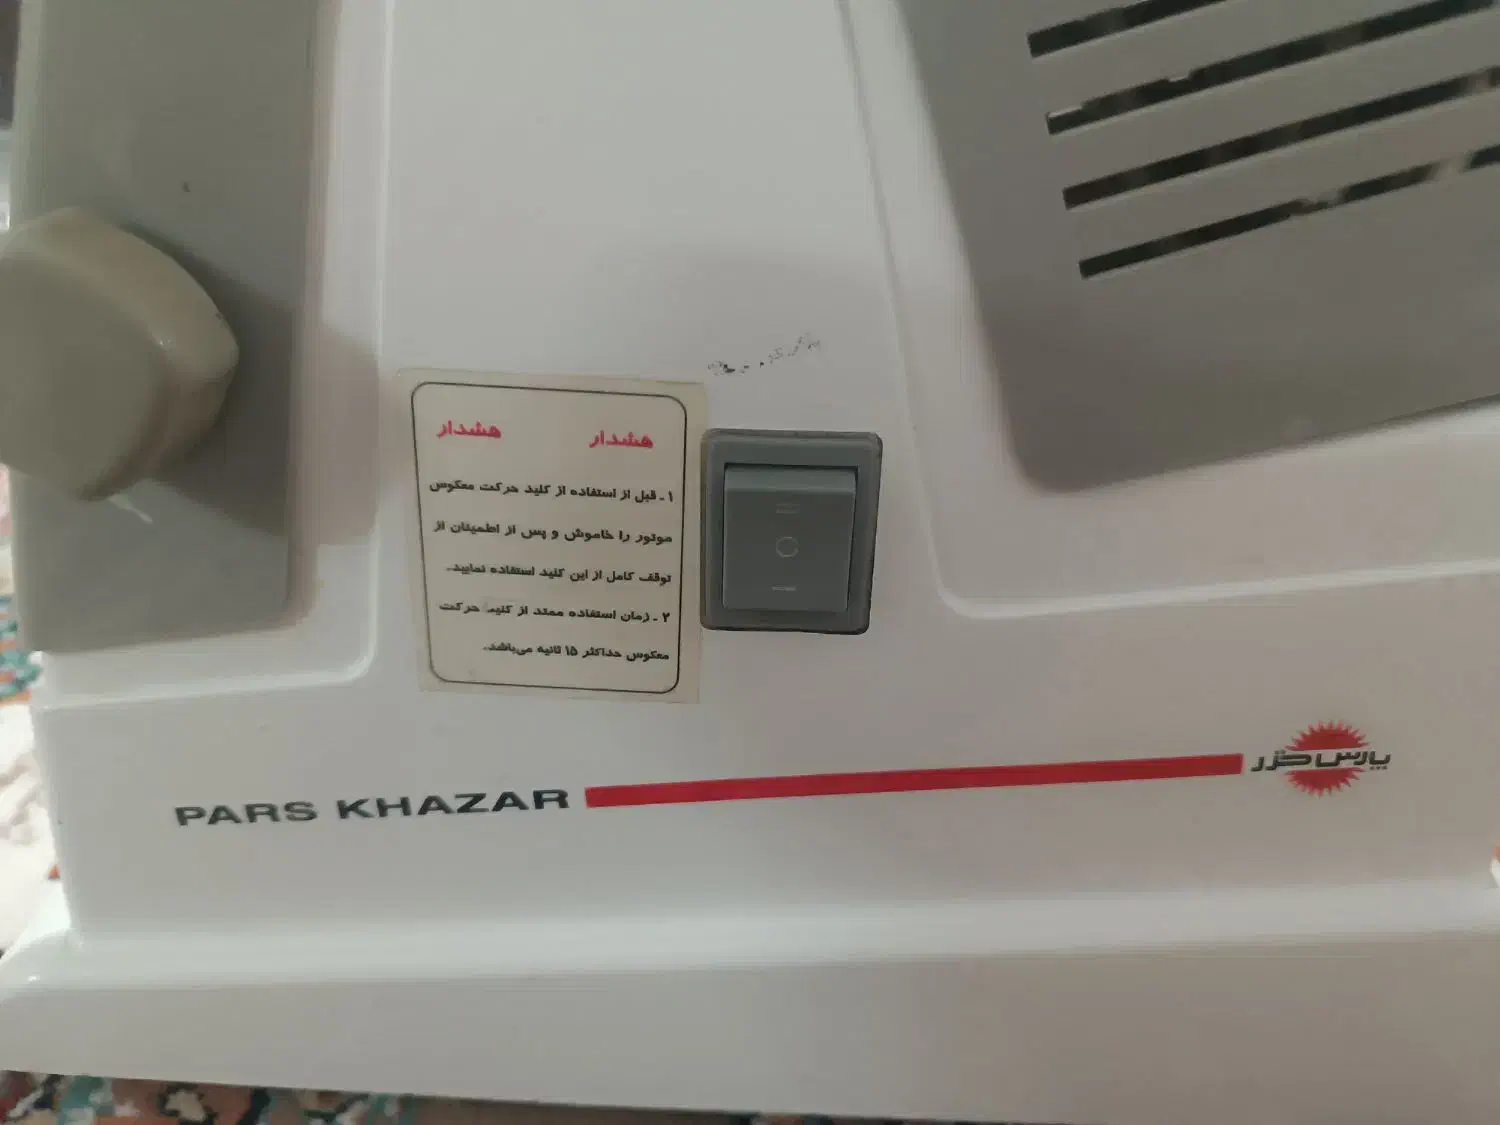 هشدار هشدار
۱ ـ قبل از استفاده از کلید حرکت معکوس
موتور را خاموش و پس از اطمینان از
توقف کامل از این کلید استفاده نمایید.
۲ ـ زمان استفاده ممتد از کلید حرکت
معکوس حداکثر ۱۵ ثانیه می‌باشد.
PARS KHAZAR
پارس خزر